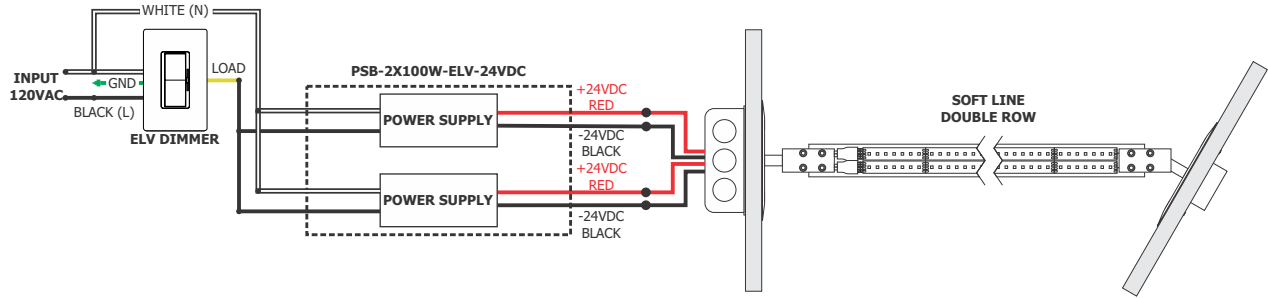 WHITE (N)
INPUT
120VAC
GND
BLACK (L)
ELV DIMMER
LOAD
PSB-2X100W-ELV-24VDC
POWER SUPPLY
POWER SUPPLY
+24VDC
RED
-24VDC
BLACK
+24VDC
RED
-24VDC
BLACK
SOFT LINE
DOUBLE ROW